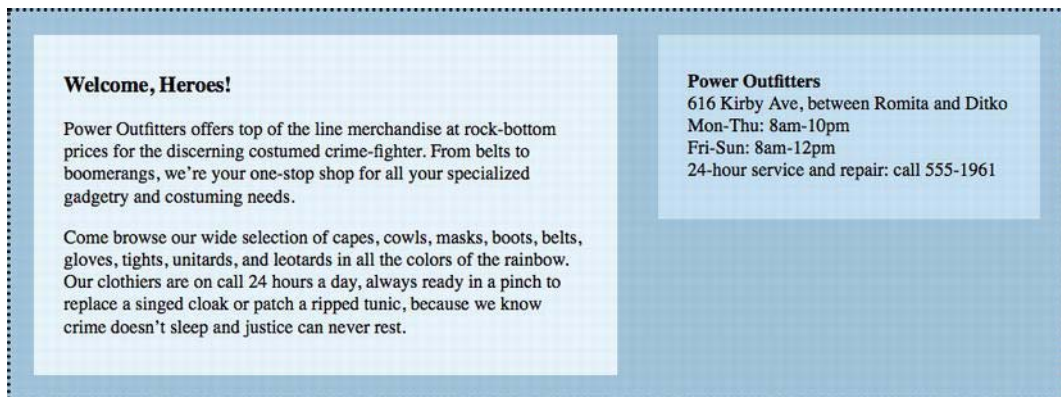 Welcome, Heroes!
Power Outfitters offers top of the line merchandise at rock-bottom
prices for the discerning costumed crime-fighter. From belts to
boomerangs, we’re your one-stop shop for all your specialized
gadgetry and costuming needs.
Come browse our wide selection of capes, cowls, masks, boots, belts,
gloves, tights, unitards, and leotards in all the colors of the rainbow.
Our clothiers are on call 24 hours a day, always ready in a pinch to
replace a singed cloak or patch a ripped tunic, because we know
crime doesn’t sleep and justice can never rest.
Power Outfitters
616 Kirby Ave, between Romita and Ditko
Mon-Thu: 8am-10pm
Fri-Sun: 8am-12pm
24-hour service and repair: call 555-1961